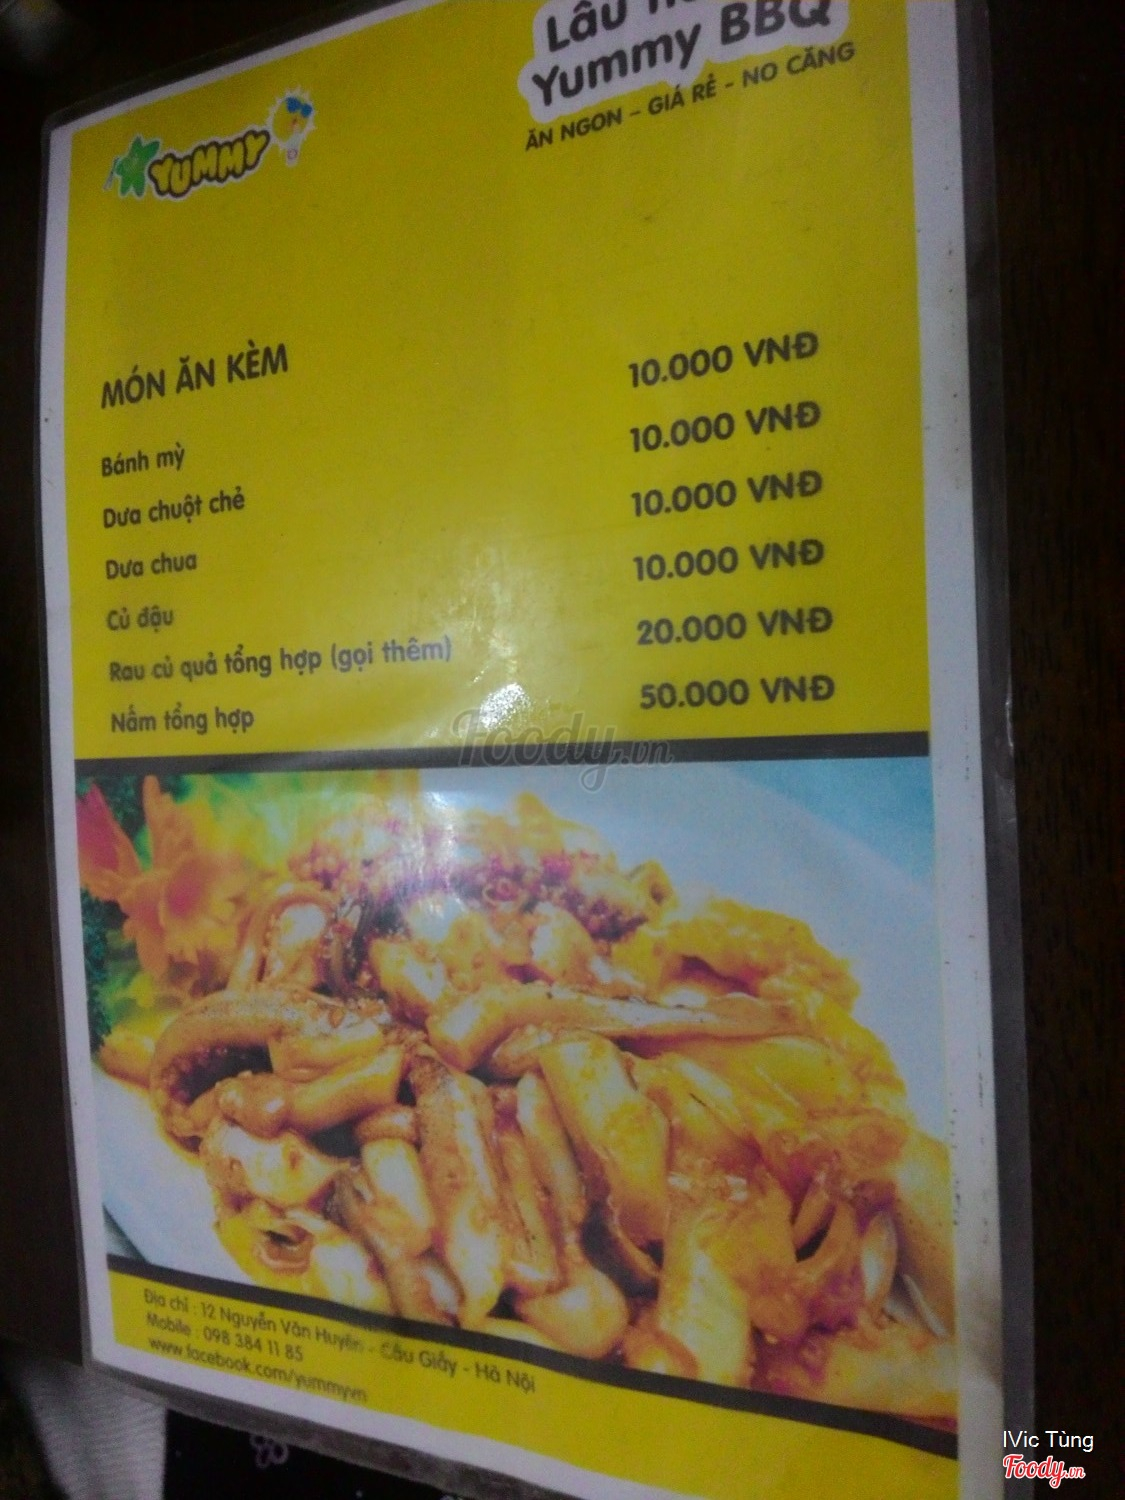 Lẩu
Yummy BBQ
ĂN NGON - GIÁ RẺ - NO CĂNG
YUMMY
MÓN ĂN KÈM
Bánh mỳ 10.000 VNĐ
Dưa chuột chẻ 10.000 VNĐ
Dưa chua 10.000 VNĐ
Củ đậu 10.000 VNĐ
Rau củ quả tổng hợp (gọi thêm) 20.000 VNĐ
Nấm tổng hợp 50.000 VNĐ
Foody.vn
Địa chỉ : 12 Nguyễn Văn Huyên - Cầu Giấy - Hà Nội
Mobile : 098 384 11 85
www.facebook.com/yummyvn
IVic Tùng
Foody.vn